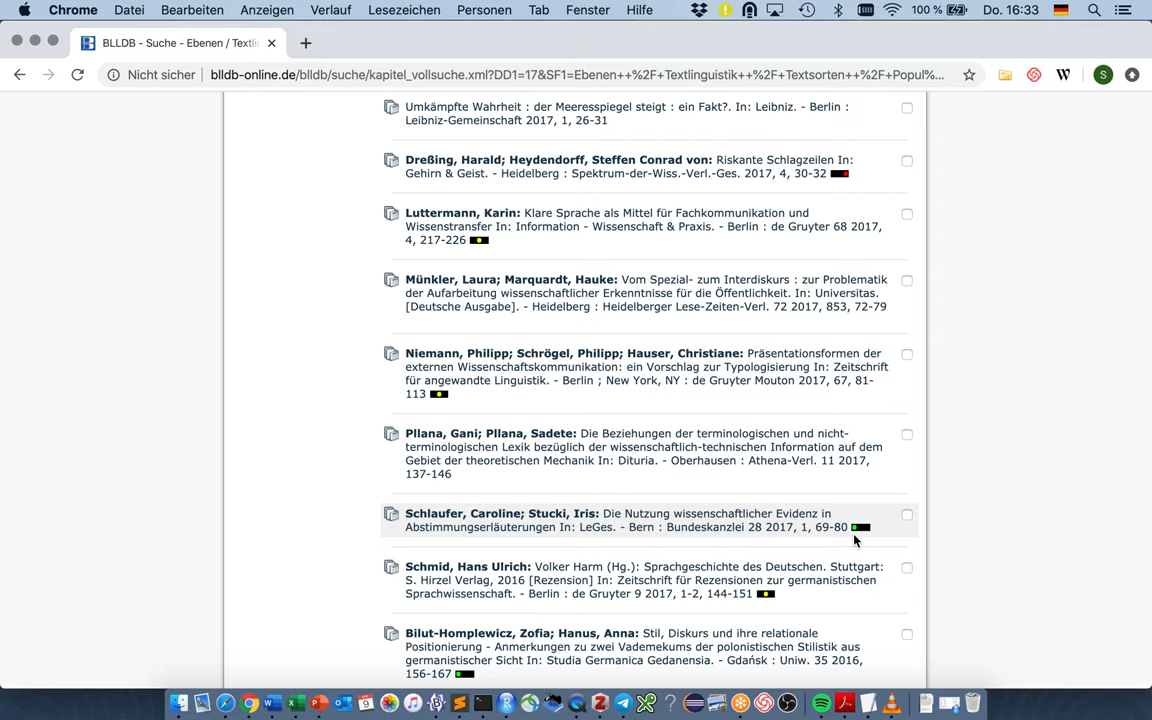 Chrome Datei Bearbeiten Anzeigen Verlauf Lesezeichen Personen Tab Fenster Hilfe 100 % Do. 16:33
BLLDB - Suche - Ebenen / Textli
Nicht sicher blldb-online.de/blldb/suche/kapitel_vollsuche.xml?DD1=17&SF1=Ebenen++%2F+Textlinguistik++%2F+Textsorten++%2F+Popul%... W S
Umkämpfte Wahrheit : der Meeresspiegel steigt : ein Fakt?. In: Leibniz. - Berlin :
Leibniz-Gemeinschaft 2017, 1, 26-31
Dreßing, Harald; Heydendorff, Steffen Conrad von: Riskante Schlagzeilen In:
Gehirn & Geist. - Heidelberg : Spektrum-der-Wiss.-Verl.-Ges. 2017, 4, 30-32
Luttermann, Karin: Klare Sprache als Mittel für Fachkommunikation und
Wissenstransfer In: Information - Wissenschaft & Praxis. - Berlin : de Gruyter 68 2017,
4, 217-226
Münkler, Laura; Marquardt, Hauke: Vom Spezial- zum Interdiskurs : zur Problematik
der Aufarbeitung wissenschaftlicher Erkenntnisse für die Öffentlichkeit. In: Universitas.
[Deutsche Ausgabe]. - Heidelberg : Heidelberger Lese-Zeiten-Verl. 72 2017, 853, 72-79
Niemann, Philipp; Schrögel, Philipp; Hauser, Christiane: Präsentationsformen der
externen Wissenschaftskommunikation: ein Vorschlag zur Typologisierung In: Zeitschrift
für angewandte Linguistik. - Berlin ; New York, NY : de Gruyter Mouton 2017, 67, 81-
113
Pllana, Gani; Pllana, Sadete: Die Beziehungen der terminologischen und nicht-
terminologischen Lexik bezüglich der wissenschaftlich-technischen Information auf dem
Gebiet der theoretischen Mechanik In: Dituria. - Oberhausen : Athena-Verl. 11 2017,
137-146
Schlaufer, Caroline; Stucki, Iris: Die Nutzung wissenschaftlicher Evidenz in
Abstimmungserläuterungen In: LeGes. - Bern : Bundeskanzlei 28 2017, 1, 69-80
Schmid, Hans Ulrich: Volker Harm (Hg.): Sprachgeschichte des Deutschen. Stuttgart:
S. Hirzel Verlag, 2016 [Rezension] In: Zeitschrift für Rezensionen zur germanistischen
Sprachwissenschaft. - Berlin : de Gruyter 9 2017, 1-2, 144-151
Bilut-Homplewicz, Zofia; Hanus, Anna: Stil, Diskurs und ihre relationale
Positionierung - Anmerkungen zu zwei Vademekums der polonistischen Stilistik aus
germanistischer Sicht In: Studia Germanica Gedanensia. - Gdańsk : Uniw. 35 2016,
156-167